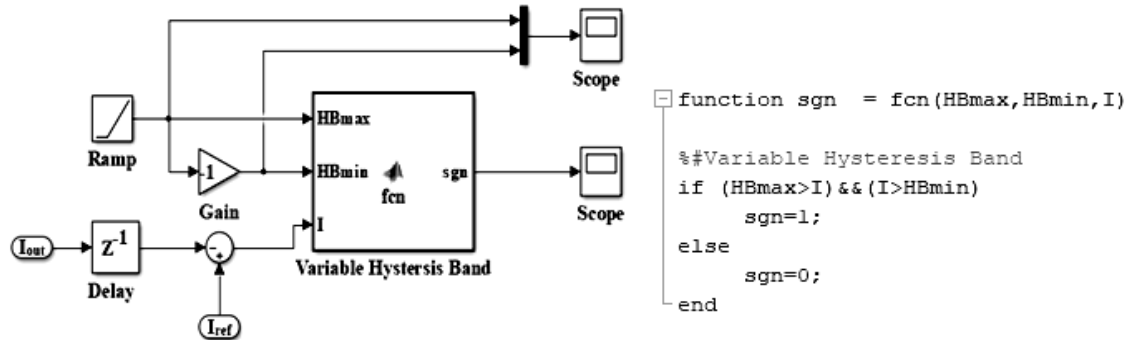 Scope
HBmax
Ramp
-1
HBmin
fcn
sgn
Gain
Scope
I
Iout
Z-1
-
+
Variable Hystersis Band
Delay
Iref
function sgn = fcn(HBmax,HBmin,I)
%#Variable Hysteresis Band
if (HBmax>I)&&(I>HBmin)
sgn=1;
else
sgn=0;
end